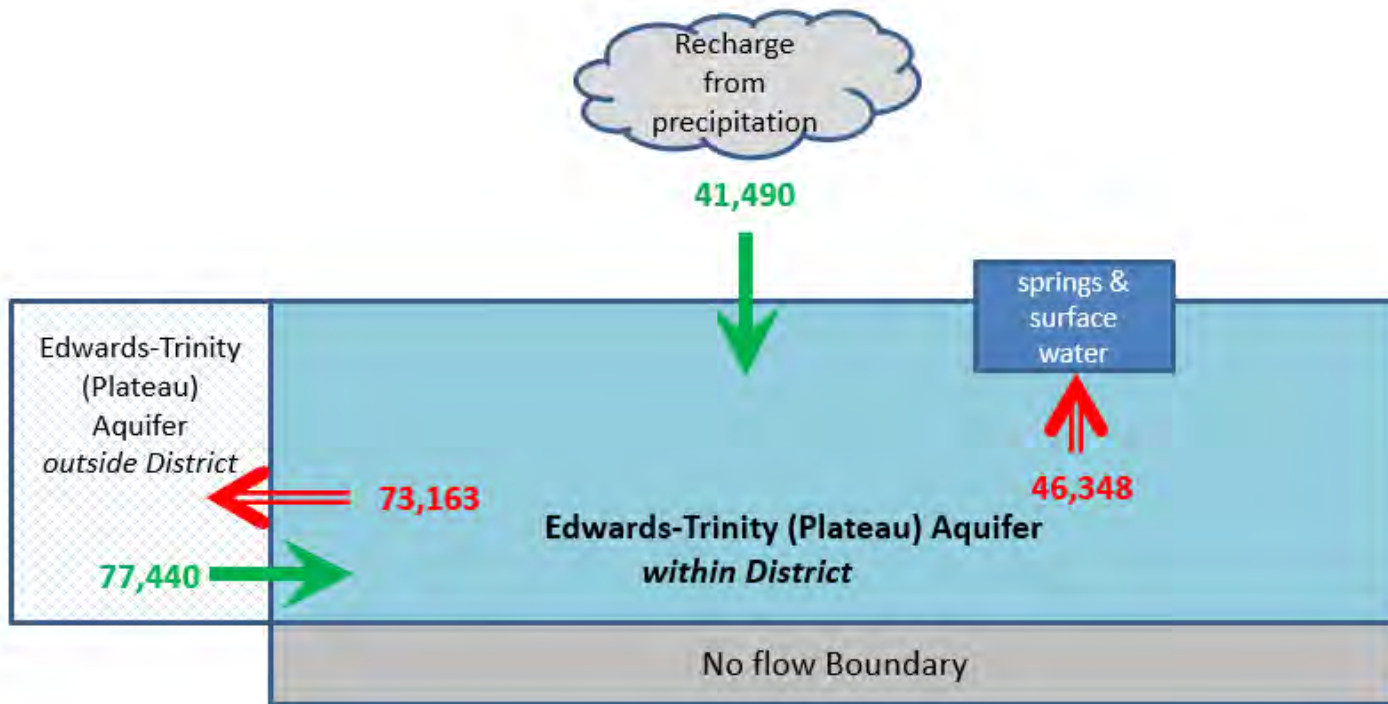 Recharge
from
precipitation
41,490
springs &
surface
water
Edwards-Trinity
(Plateau)
Aquifer
outside District
73,163
46,348
Edwards-Trinity (Plateau) Aquifer
within District
77,440
No flow Boundary